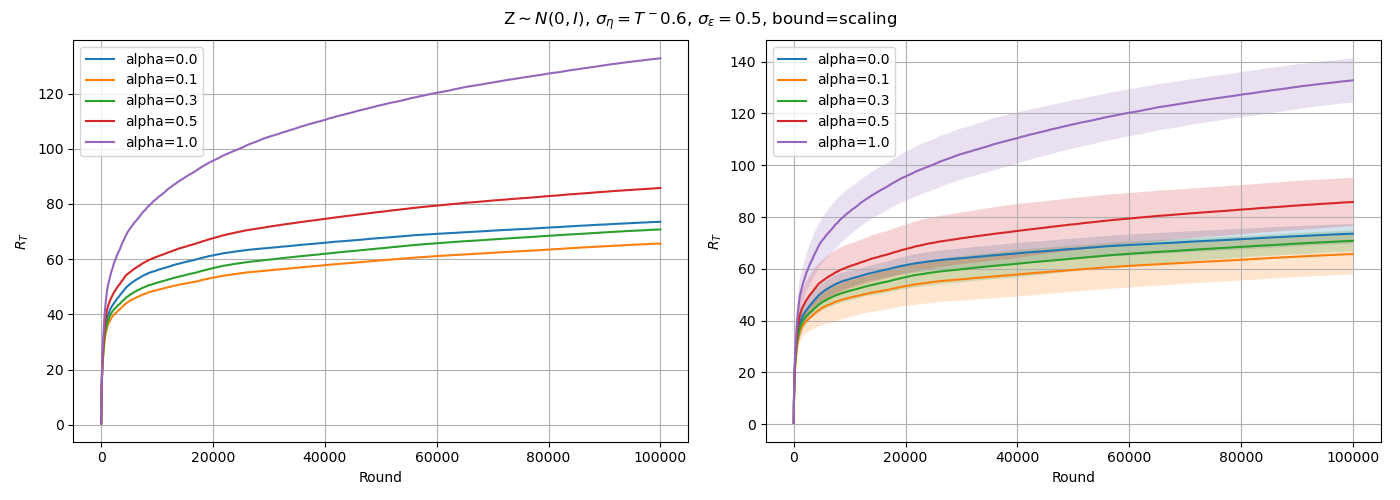 Z ∼ N(0, I), σ_η = T⁻0.6, σ_ε = 0.5, bound=scaling
alpha=0.0
alpha=0.1
alpha=0.3
alpha=0.5
alpha=1.0
R_T
120
100
80
60
40
20
0
0 20000 40000 60000 80000 100000
Round
alpha=0.0
alpha=0.1
alpha=0.3
alpha=0.5
alpha=1.0
R_T
140
120
100
80
60
40
20
0
0 20000 40000 60000 80000 100000
Round